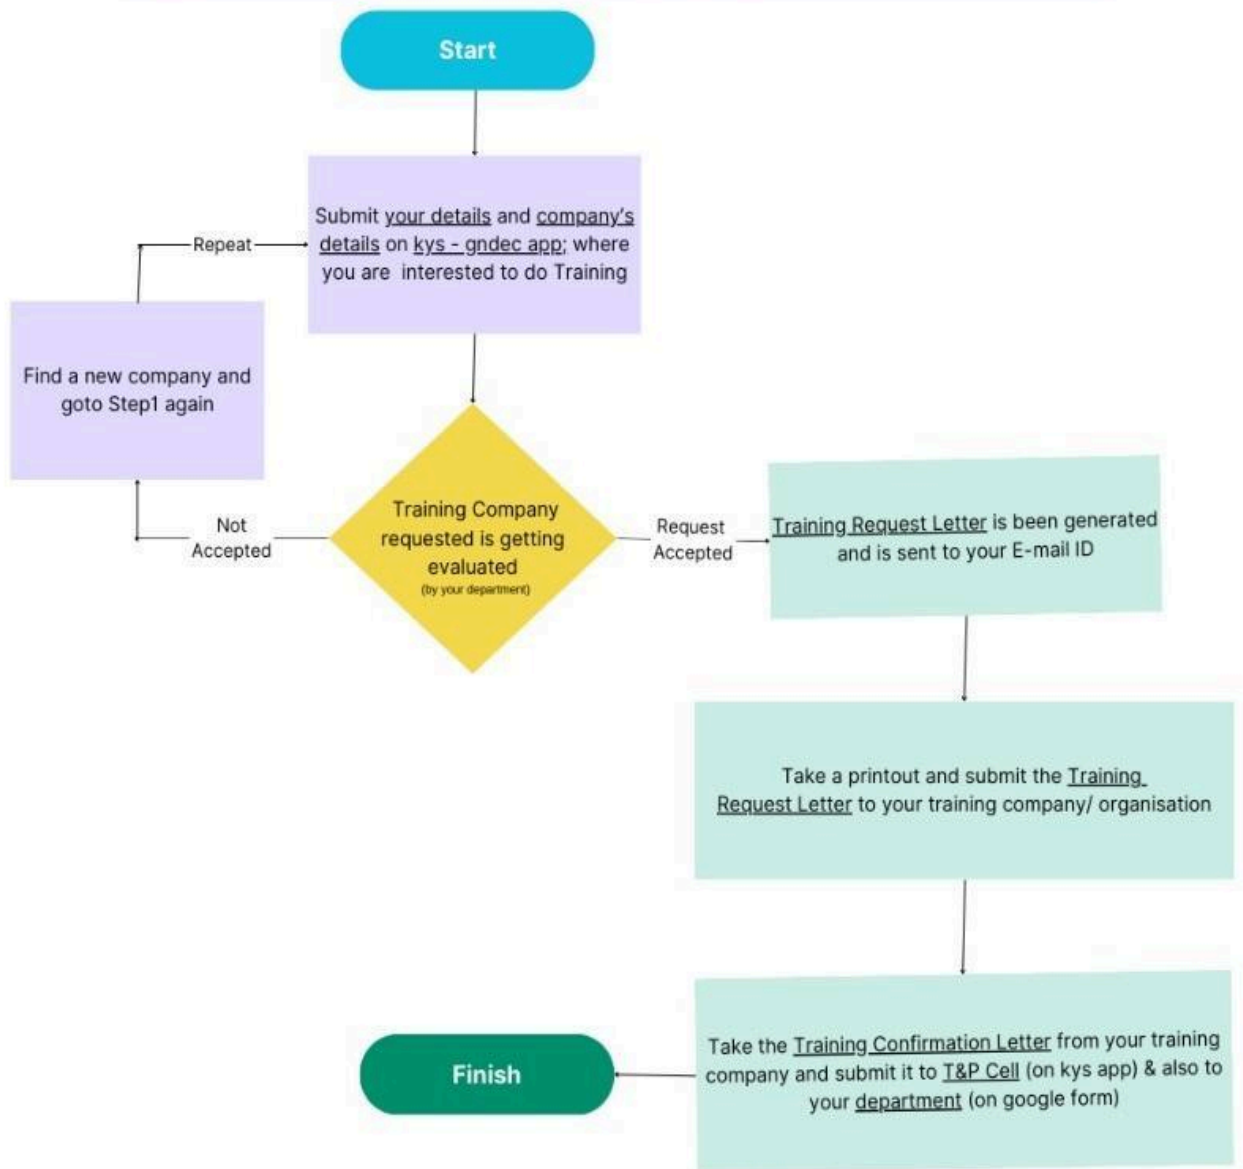 Start
Submit your details and company's
details on kys - gndec app; where
you are interested to do Training
Repeat
Find a new company and
goto Step1 again
Training Company
requested is getting
evaluated
(by your department)
Not
Accepted
Request
Accepted
Training Request Letter is been generated
and is sent to your E-mail ID
Take a printout and submit the Training
Request Letter to your training company/ organisation
Take the Training Confirmation Letter from your training
company and submit it to T&P Cell (on kys app) & also to
your department (on google form)
Finish